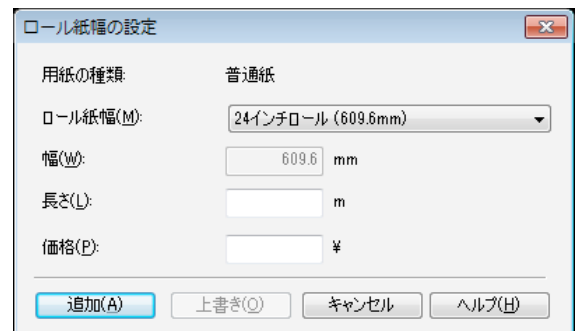 ロール紙幅の設定
用紙の種類: 普通紙
ロール紙幅(M): 24インチロール (609.6mm)
幅(W): 609.6 mm
長さ(L): m
価格(P): ¥
追加(A) 上書き(O) キャンセル ヘルプ(H)